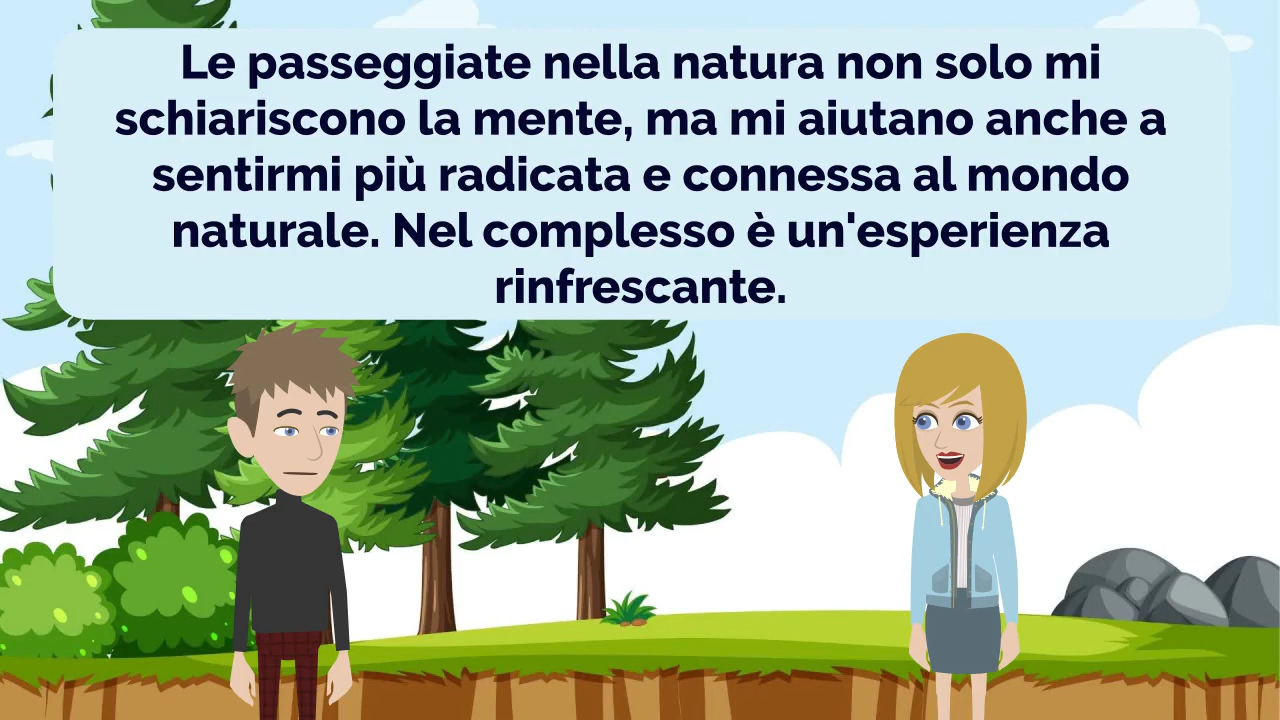 Le passeggiate nella natura non solo mi
schiariscono la mente, ma mi aiutano anche a
sentirmi più radicata e connessa al mondo
naturale. Nel complesso è un'esperienza
rinfrescante.